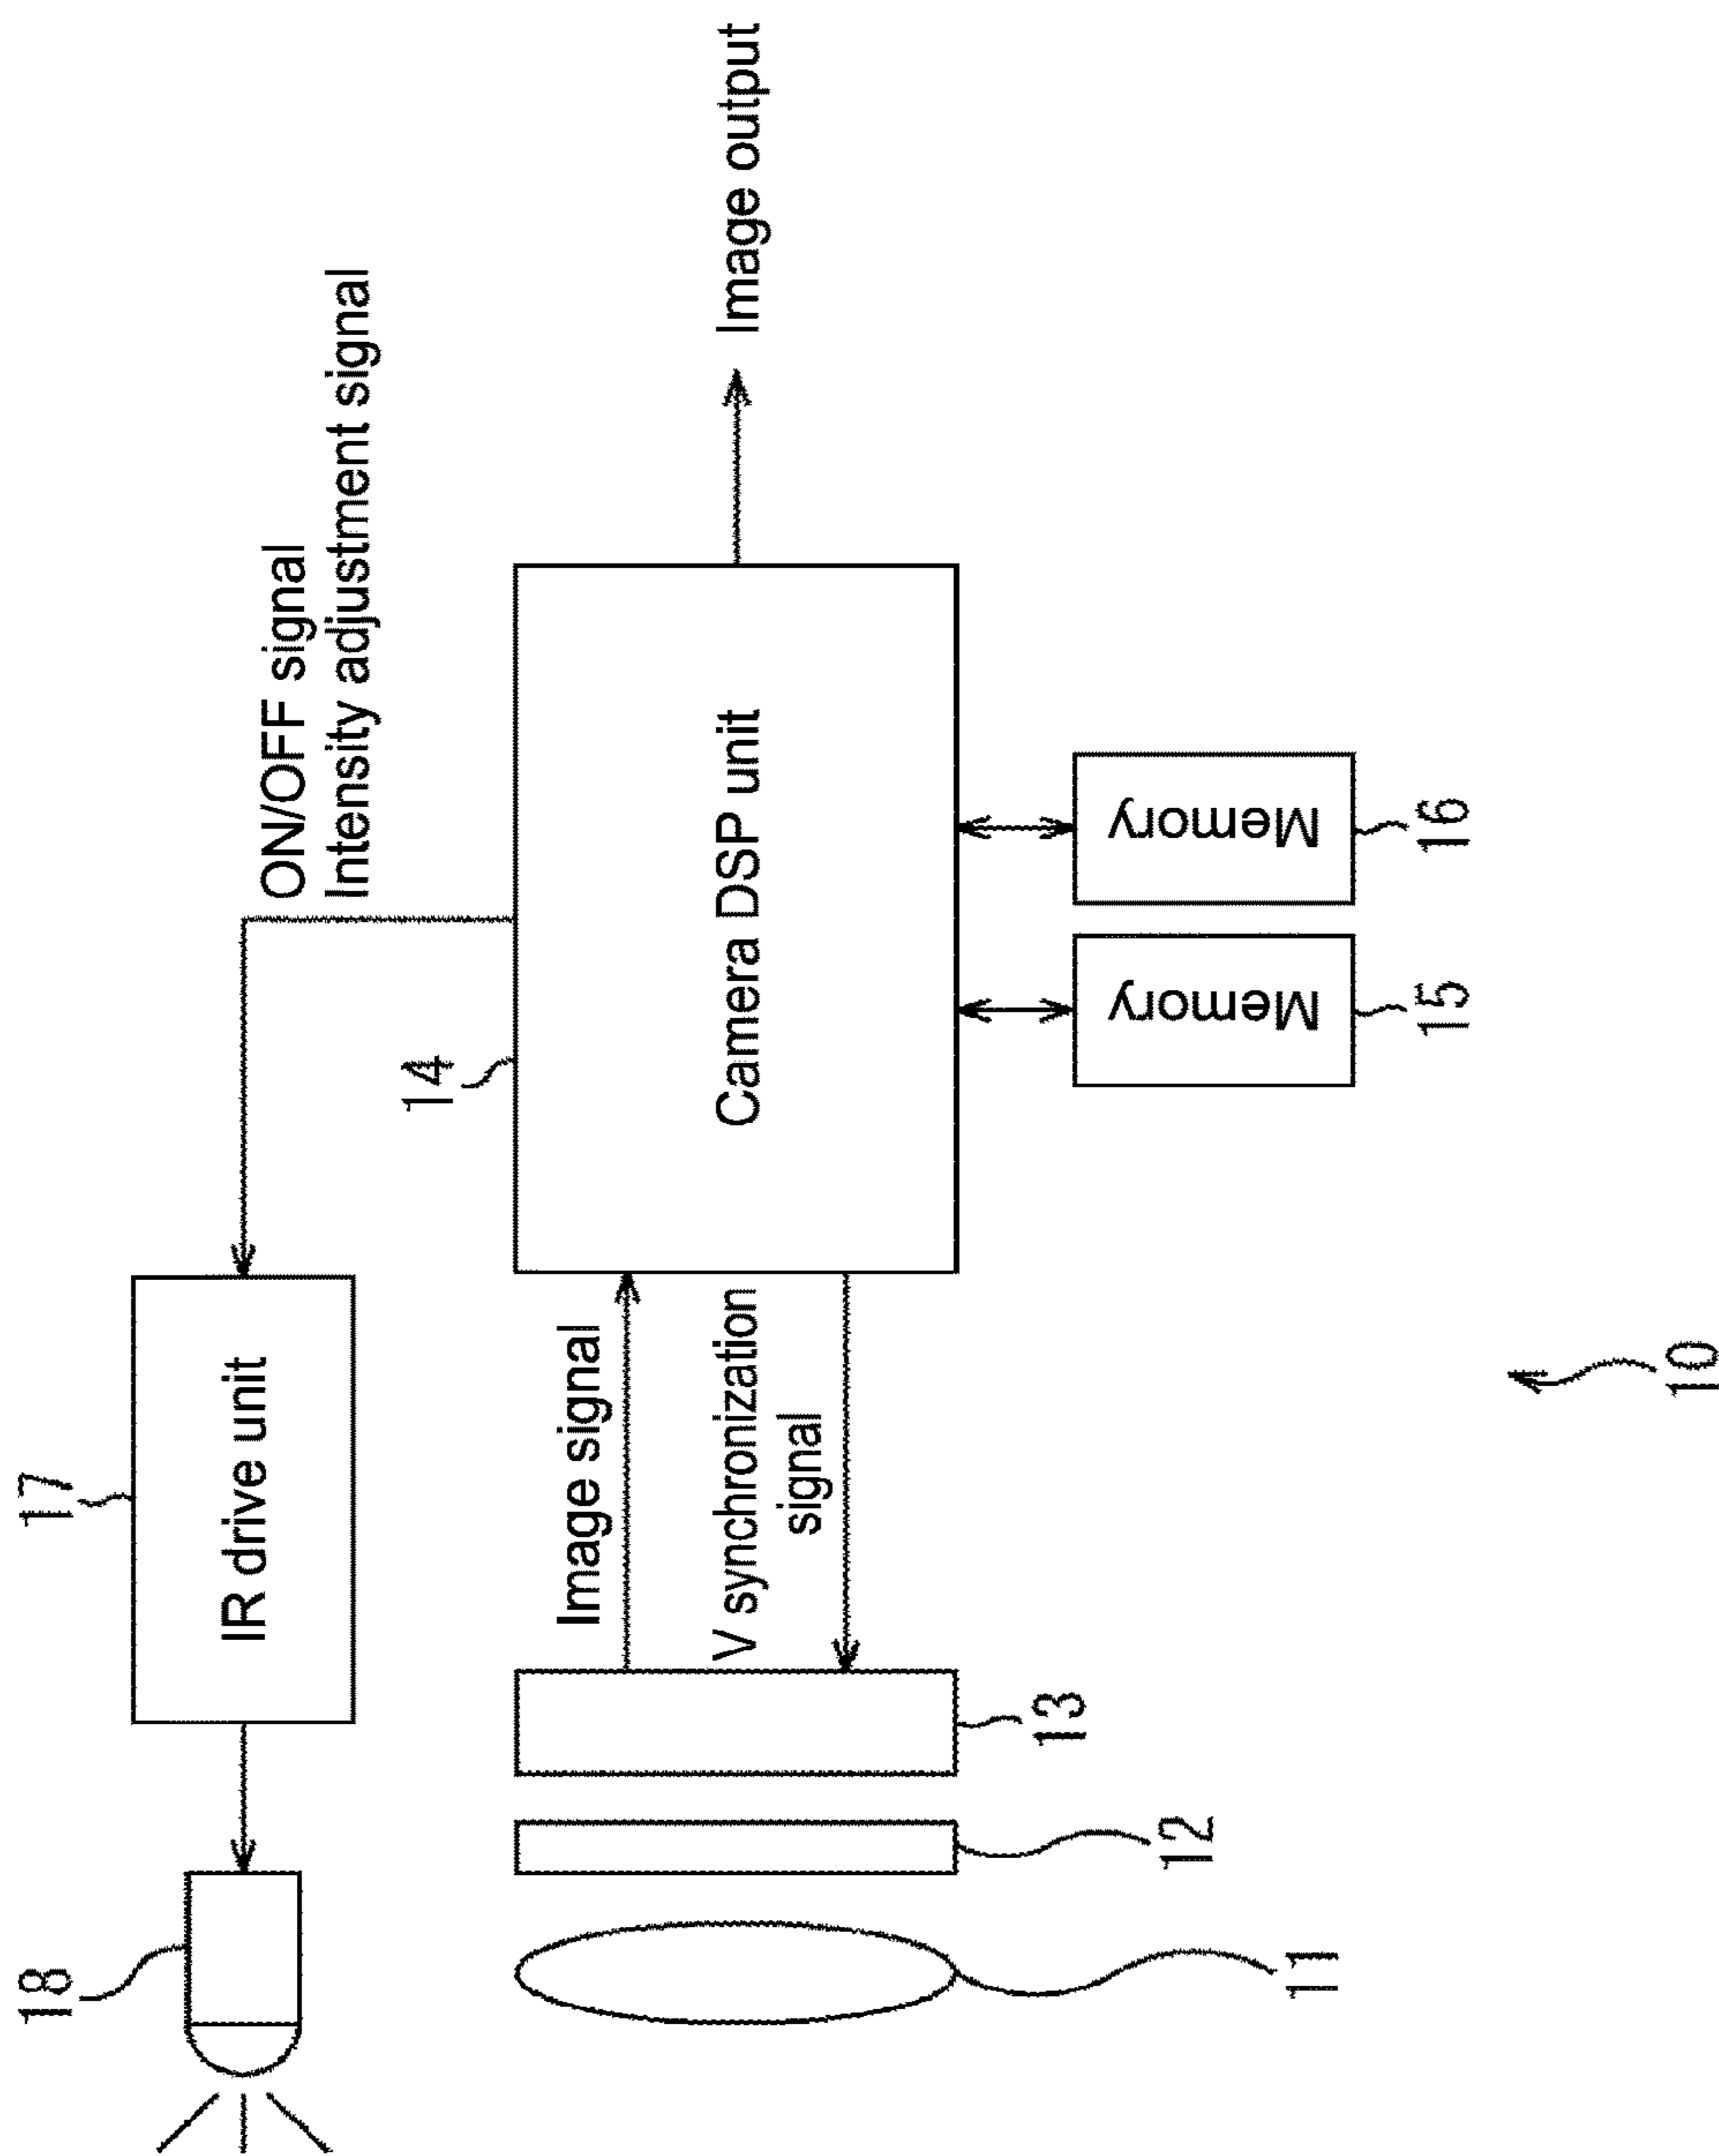 18
17
IR drive unit
ON/OFF signal
Intensity adjustment signal
14
Image signal
V synchronization
signal
Camera DSP unit
Image output
13
12
11
Memory
Memory
15
16
10